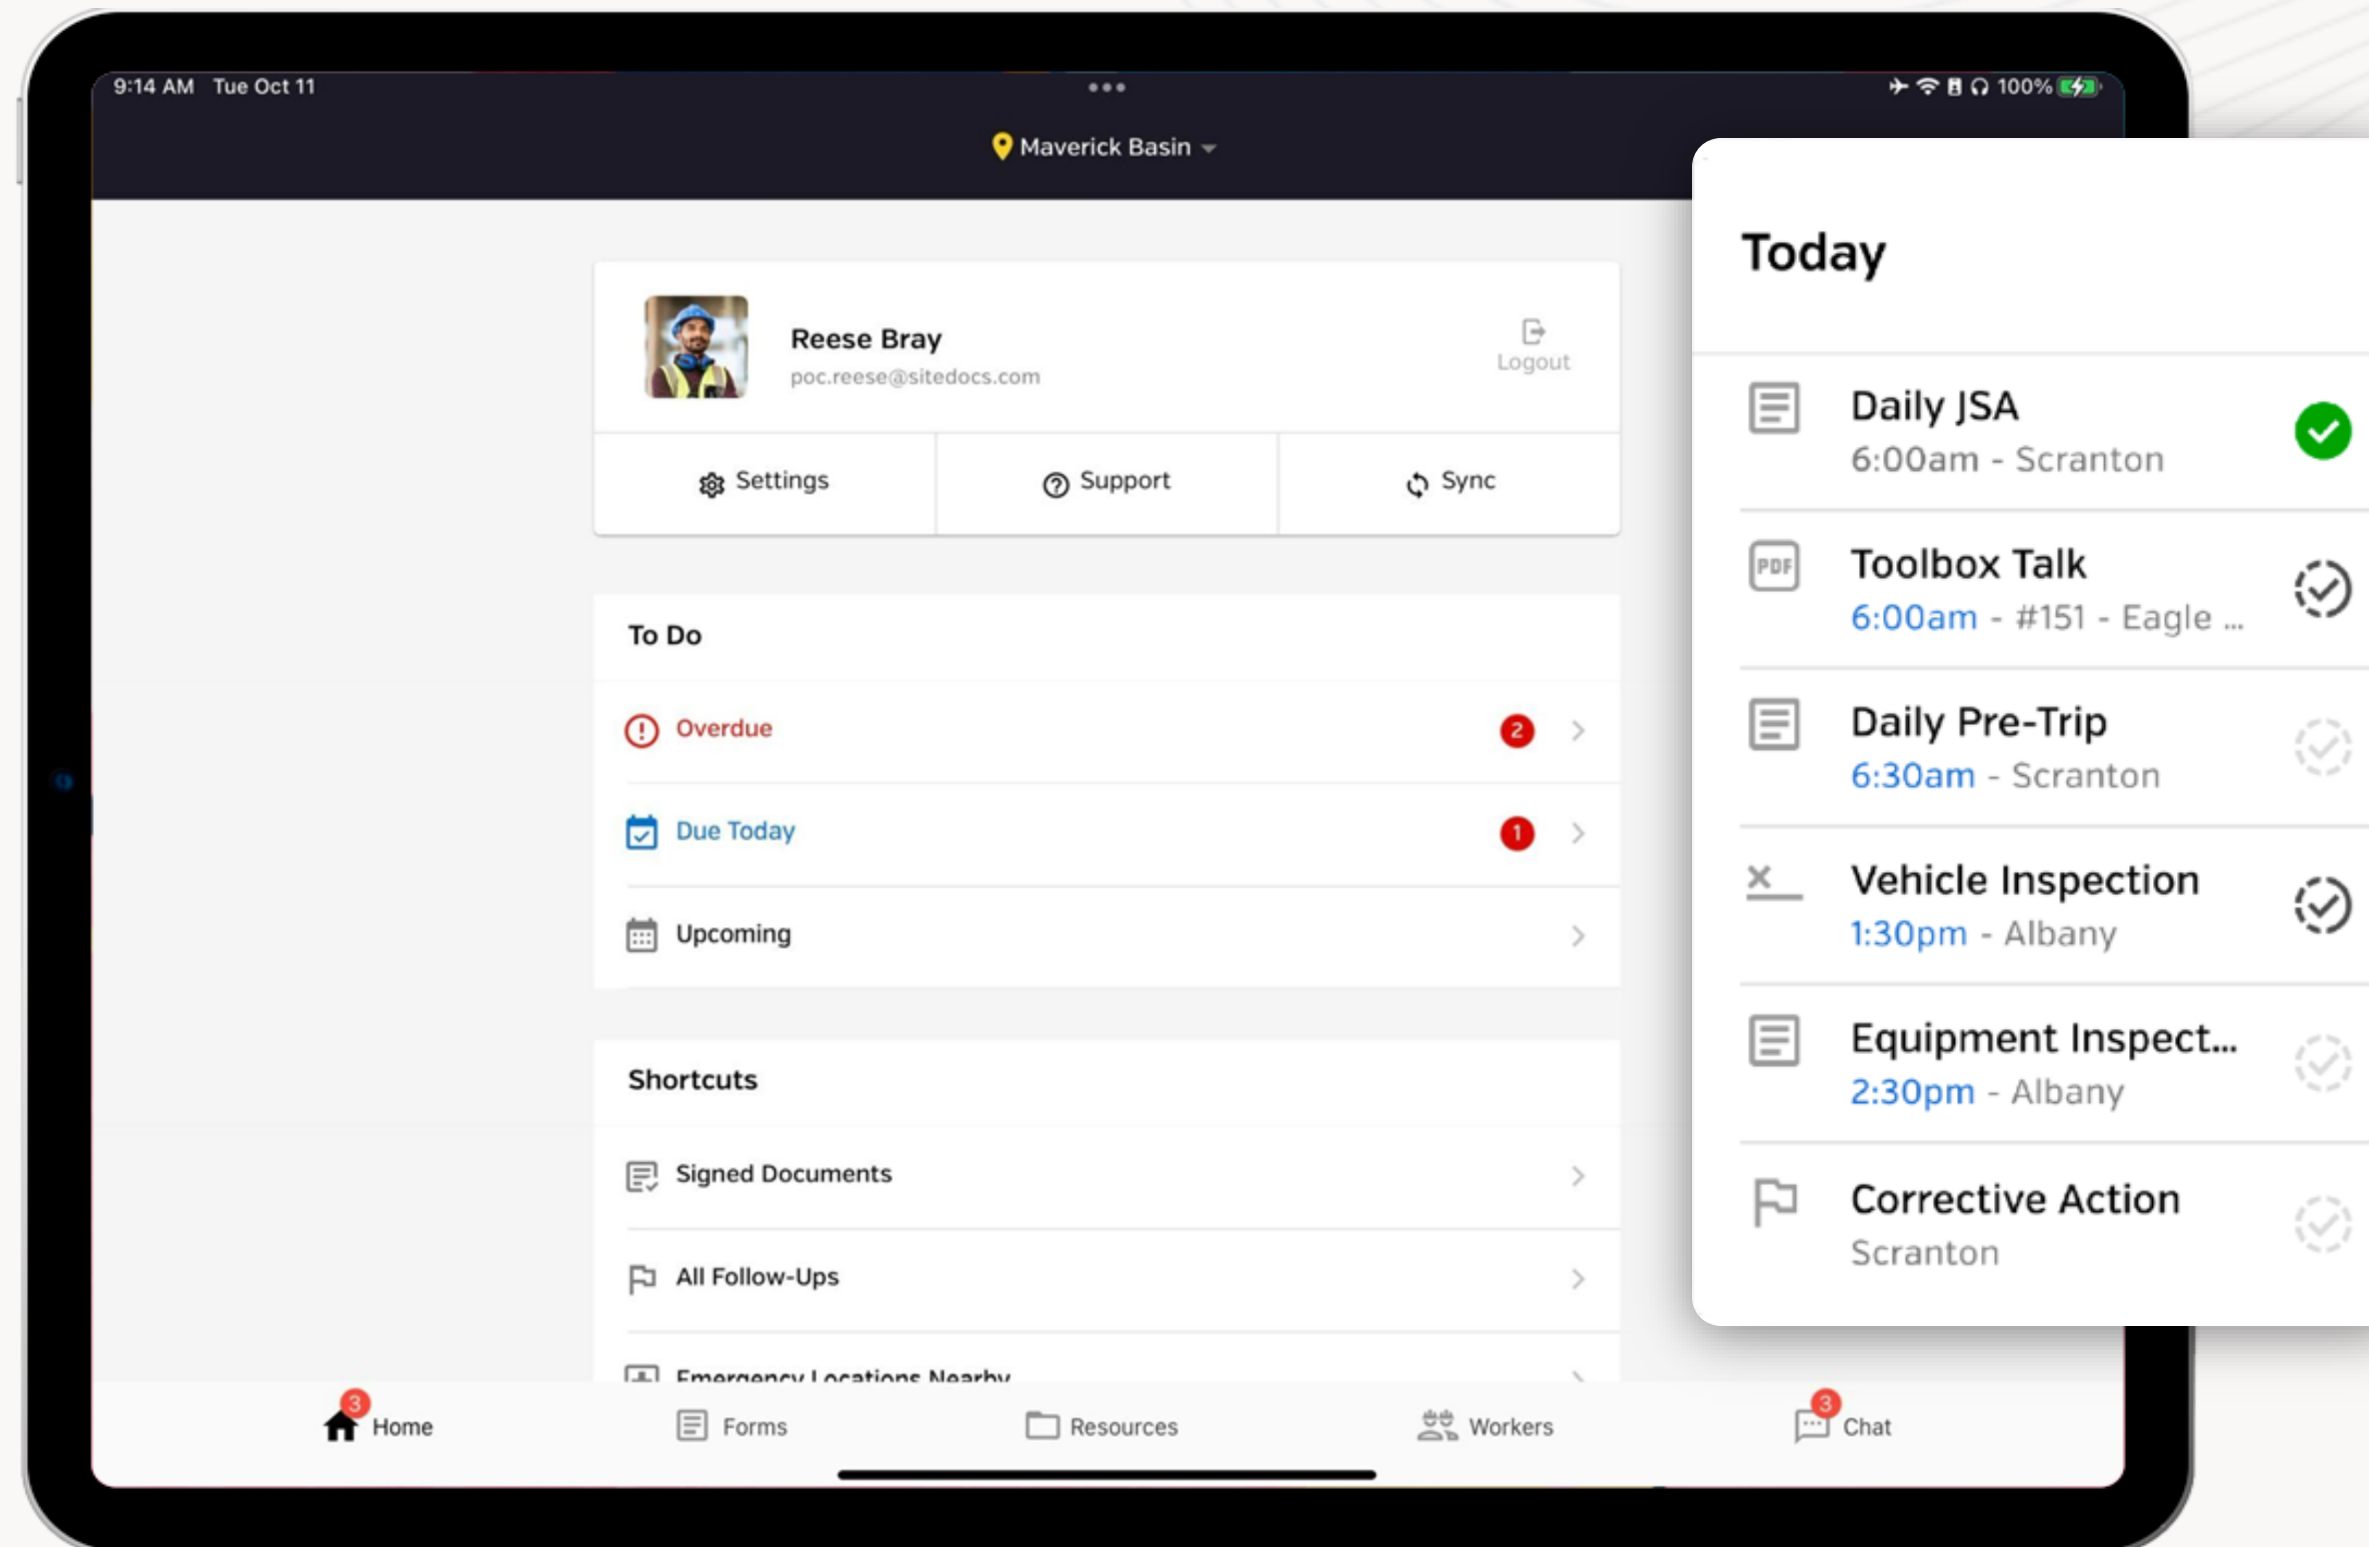 9:14 AM Tue Oct 11
100%
Maverick Basin
Reese Bray
poc.reese@sitedocs.com
Logout
Settings
Support
Sync
To Do
Overdue
2
Due Today
1
Upcoming
Shortcuts
Signed Documents
All Follow-Ups
Emergency Locations Nearby
3
Home
Forms
Resources
Workers
3
Chat
Today
Daily JSA
6:00am - Scranton
PDF
Toolbox Talk
6:00am - #151 - Eagle ...
Daily Pre-Trip
6:30am - Scranton
Vehicle Inspection
1:30pm - Albany
Equipment Inspect...
2:30pm - Albany
Corrective Action
Scranton